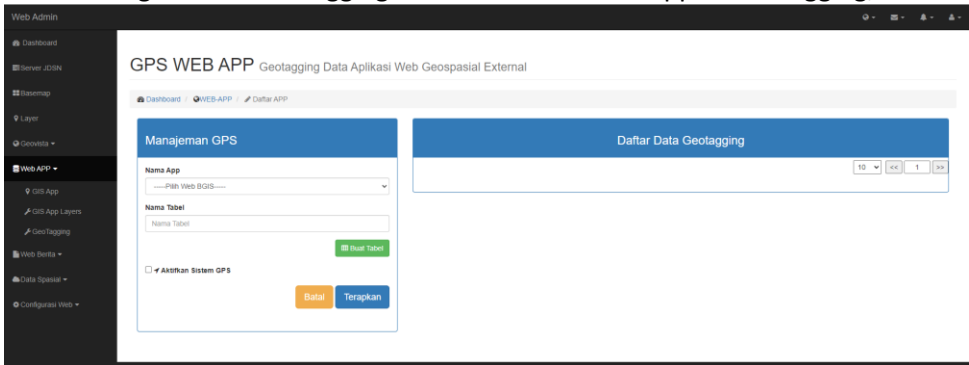 Web Admin
Dashboard
Server JDSN
Basemap
Layer
Geovista
Web APP
GIS App
GIS App Layers
GeoTagging
Web Berita
Data Spasial
Configurasi Web
GPS WEB APP Geotagging Data Aplikasi Web Geospasial External
Dashboard / WEB-APP / Daftar APP
Manajeman GPS
Nama App
-----Pilih Web BGIS-----
Nama Tabel
Nama Tabel
Buat Tabel
Aktifkan Sistem GPS
Batal Terapkan
Daftar Data Geotagging
10 << 1 >>